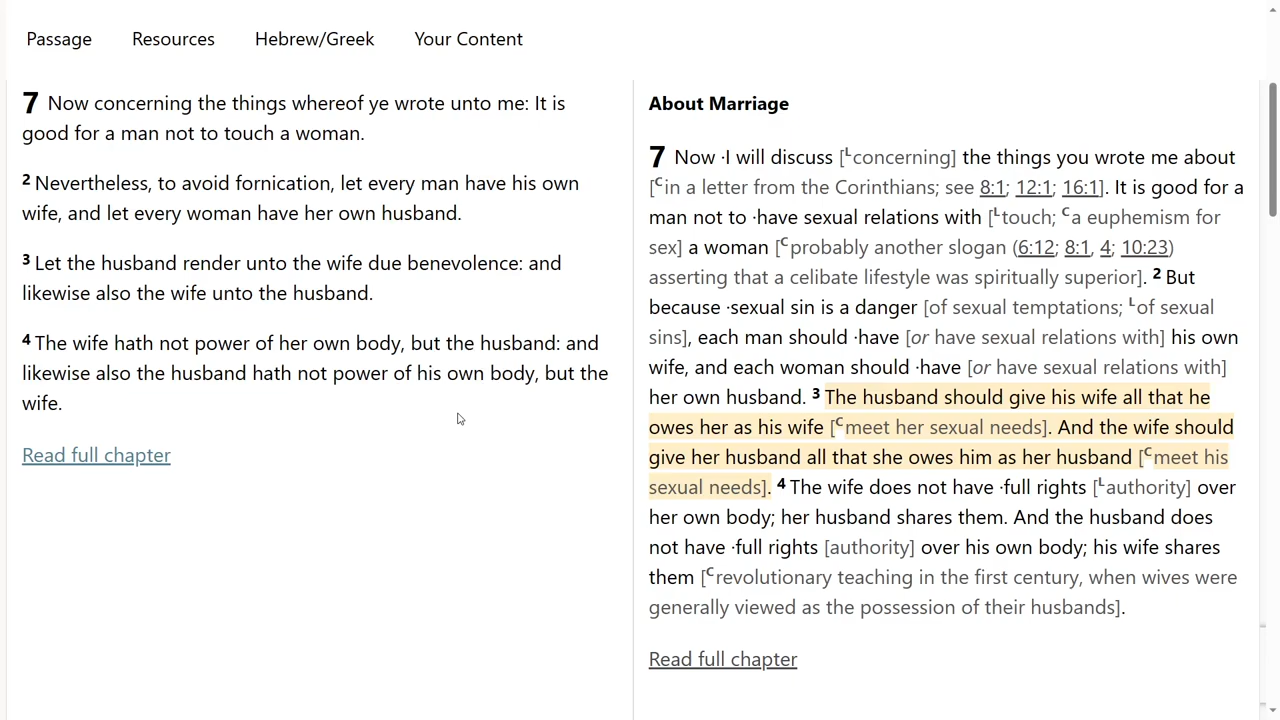 Passage Resources Hebrew/Greek Your Content
7 Now concerning the things whereof ye wrote unto me: It is
good for a man not to touch a woman.
2 Nevertheless, to avoid fornication, let every man have his own
wife, and let every woman have her own husband.
3 Let the husband render unto the wife due benevolence: and
likewise also the wife unto the husband.
4 The wife hath not power of her own body, but the husband: and
likewise also the husband hath not power of his own body, but the
wife.
Read full chapter
About Marriage
7 Now ·I will discuss [Lconcerning] the things you wrote me about
[Cin a letter from the Corinthians; see 8:1; 12:1; 16:1]. It is good for a
man not to ·have sexual relations with [Ltouch; Ca euphemism for
sex] a woman [Cprobably another slogan (6:12; 8:1, 4; 10:23)
asserting that a celibate lifestyle was spiritually superior]. 2 But
because ·sexual sin is a danger [of sexual temptations; Lof sexual
sins], each man should ·have [or have sexual relations with] his own
wife, and each woman should ·have [or have sexual relations with]
her own husband. 3 The husband should give his wife all that he
owes her as his wife [Cmeet her sexual needs]. And the wife should
give her husband all that she owes him as her husband [Cmeet his
sexual needs]. 4 The wife does not have ·full rights [Lauthority] over
her own body; her husband shares them. And the husband does
not have ·full rights [authority] over his own body; his wife shares
them [Crevolutionary teaching in the first century, when wives were
generally viewed as the possession of their husbands].
Read full chapter